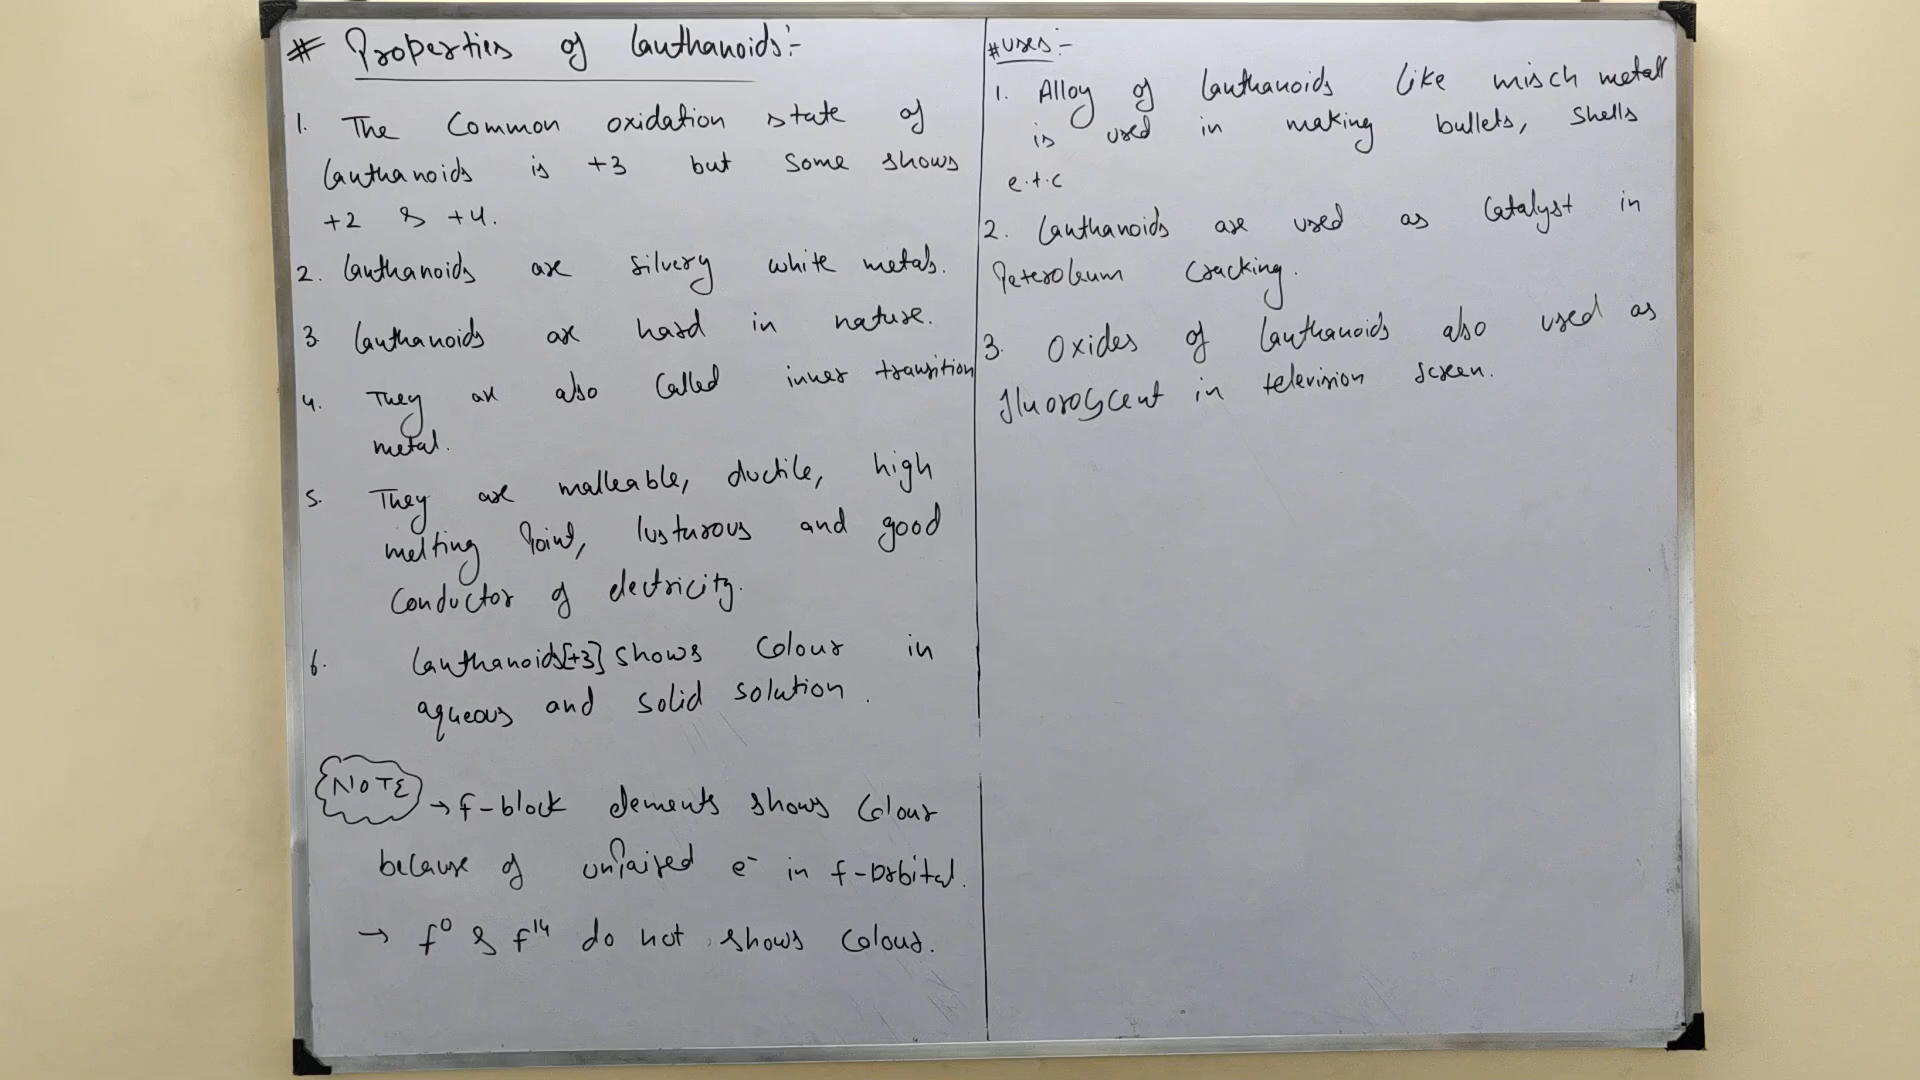 # Properties of lanthanoids:-
1. The Common oxidation state of
lanthanoids is +3 but some shows
+2 & +4.
2. lanthanoids are silvery white metals.
3. lanthanoids are hard in nature.
4. They are also called inner transition
metal.
5. They are malleable, ductile, high
melting Point, lusturous and good
Conductor of electricity.
6. lanthanoids[+3] shows Colour in
aqueous and solid solution.
NOTE → f-block elements shows Colour
because of unPaired e⁻ in f-orbital.
→ f⁰ & f¹⁴ do not shows Colour.
# uses:-
1. Alloy of lanthanoids like misch metall
is used in making bullets, shells
e.t.c
2. lanthanoids are used as Catalyst in
Peteroleum Cracking.
3. Oxides of lanthanoids also used as
fluoroscent in television screen.